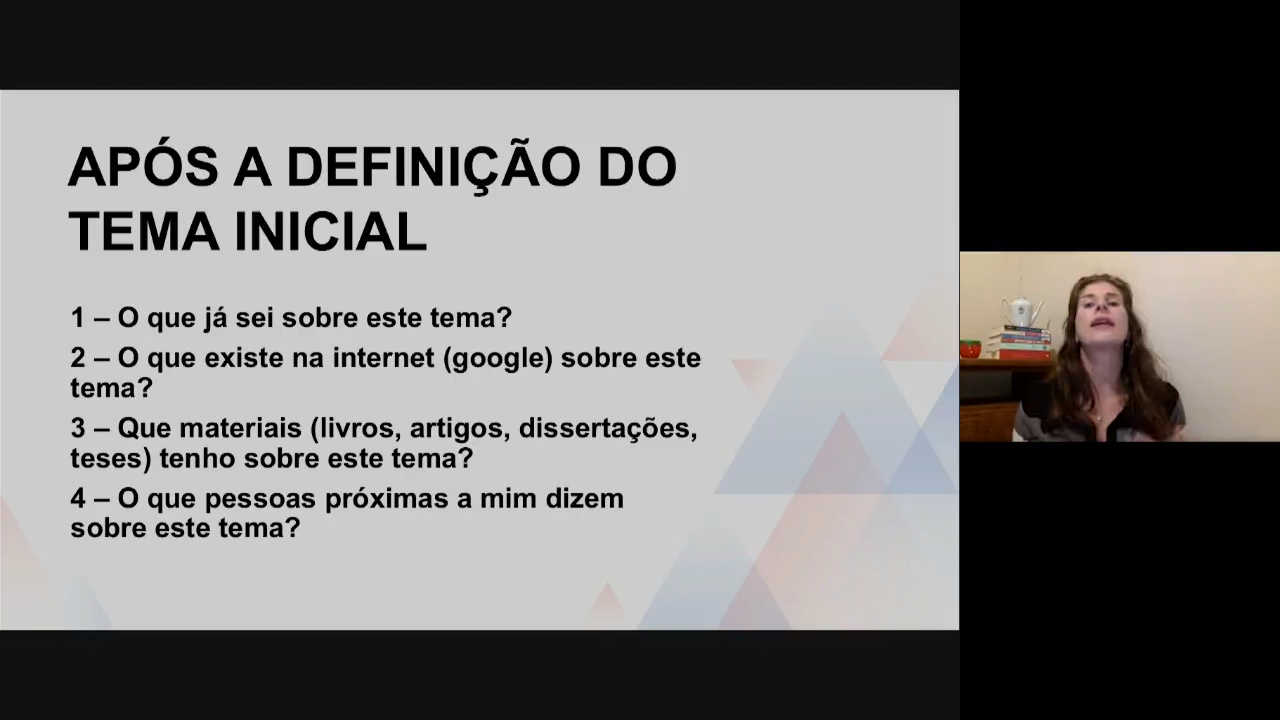 APÓS A DEFINIÇÃO DO
TEMA INICIAL
1 – O que já sei sobre este tema?
2 – O que existe na internet (google) sobre este
tema?
3 – Que materiais (livros, artigos, dissertações,
teses) tenho sobre este tema?
4 – O que pessoas próximas a mim dizem
sobre este tema?